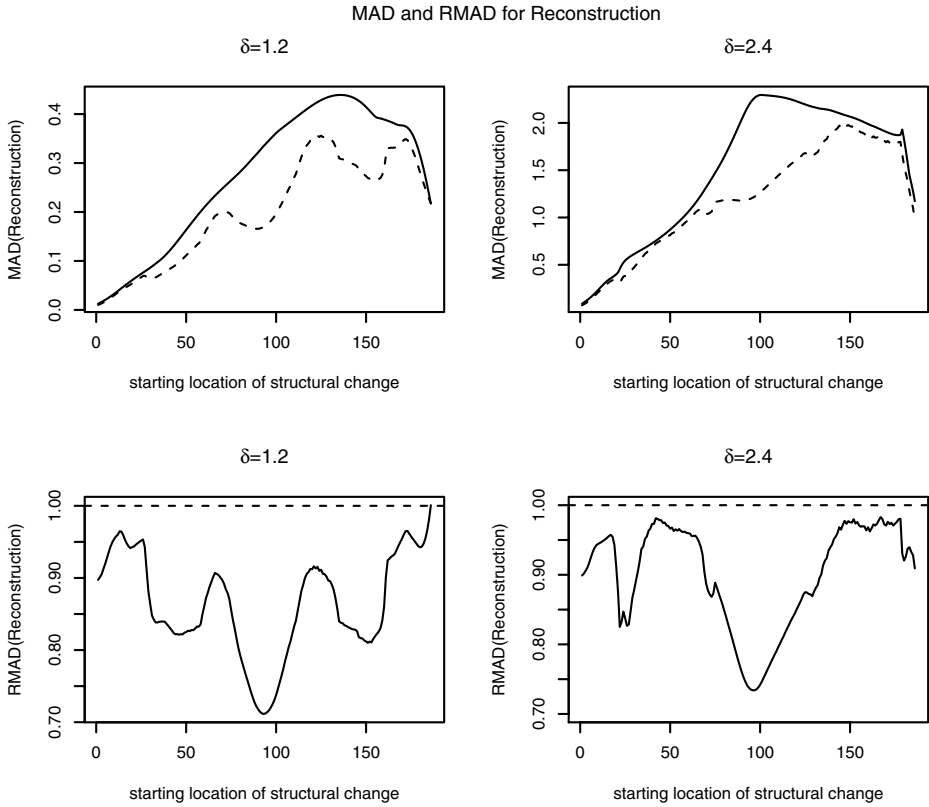 MAD and RMAD for Reconstruction
δ=1.2
MAD(Reconstruction)
0.0 0.1 0.2 0.3 0.4
0 50 100 150
starting location of structural change
δ=2.4
MAD(Reconstruction)
0.5 1.0 1.5 2.0
0 50 100 150
starting location of structural change
δ=1.2
RMAD(Reconstruction)
0.70 0.80 0.90 1.00
0 50 100 150
starting location of structural change
δ=2.4
RMAD(Reconstruction)
0.70 0.80 0.90 1.00
0 50 100 150
starting location of structural change